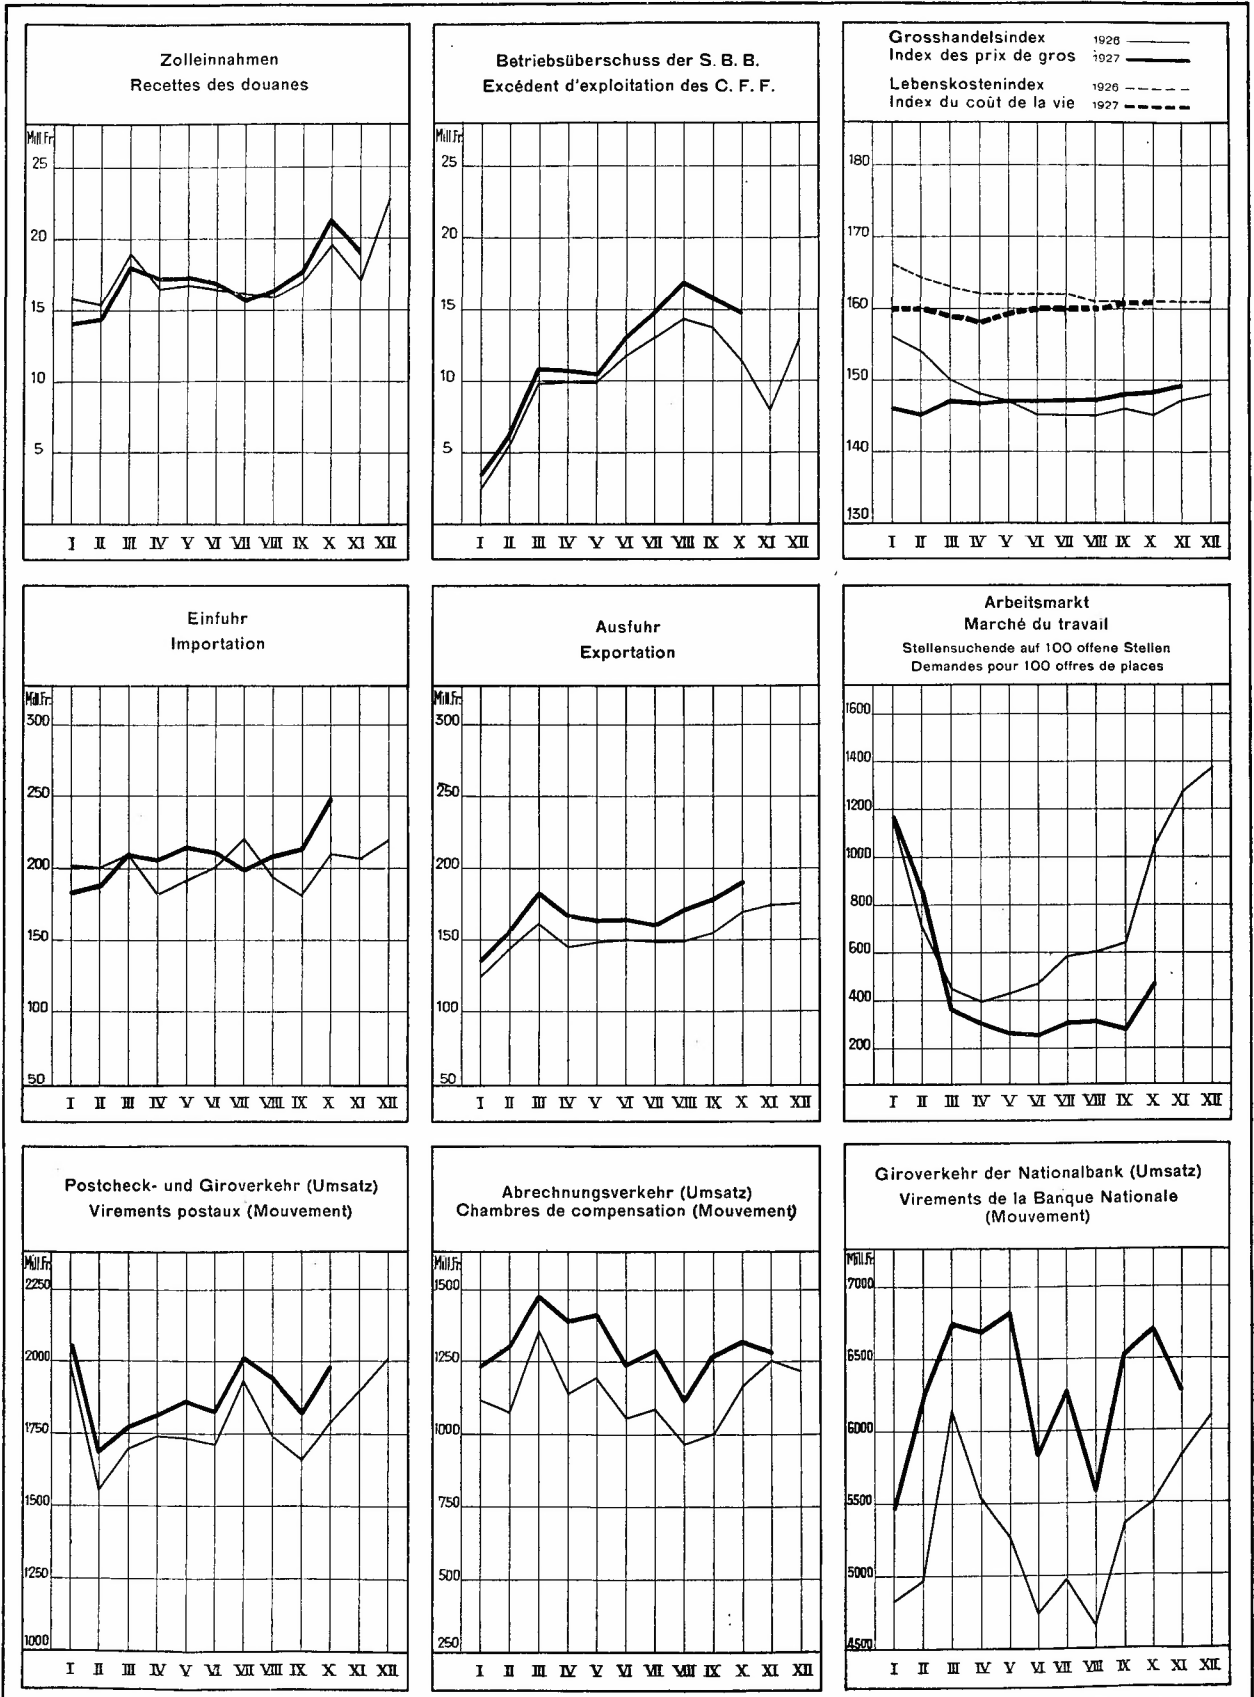 Zolleinnahmen
Recettes des douanes
Mill.Fr.
25
20
15
10
5
I II III IV V VI VII VIII IX X XI XII
Betriebsüberschuss der S. B. B.
Excédent d'exploitation des C. F. F.
Mill.Fr.
25
20
15
10
5
I II III IV V VI VII VIII IX X XI XII
Grosshandelsindex 1926
Index des prix de gros 1927
Lebenskostenindex 1926
Index du coût de la vie 1927
180
170
160
150
140
130
I II III IV V VI VII VIII IX X XI XII
Einfuhr
Importation
Mill.Fr.
300
250
200
150
100
50
I II III IV V VI VII VIII IX X XI XII
Ausfuhr
Exportation
Mill.Fr.
300
250
200
150
100
50
I II III IV V VI VII VIII IX X XI XII
Arbeitsmarkt
Marché du travail
Stellensuchende auf 100 offene Stellen
Demandes pour 100 offres de places
1600
1400
1200
1000
800
600
400
200
I II III IV V VI VII VIII IX X XI XII
Postcheck- und Giroverkehr (Umsatz)
Virements postaux (Mouvement)
Mill.Fr.
2250
2000
1750
1500
1250
1000
I II III IV V VI VII VIII IX X XI XII
Abrechnungsverkehr (Umsatz)
Chambres de compensation (Mouvement)
Mill.Fr.
1500
1250
1000
750
500
250
I II III IV V VI VII VIII IX X XI XII
Giroverkehr der Nationalbank (Umsatz)
Virements de la Banque Nationale
(Mouvement)
Mill.Fr.
7000
6500
6000
5500
5000
4500
I II III IV V VI VII VIII IX X XI XII